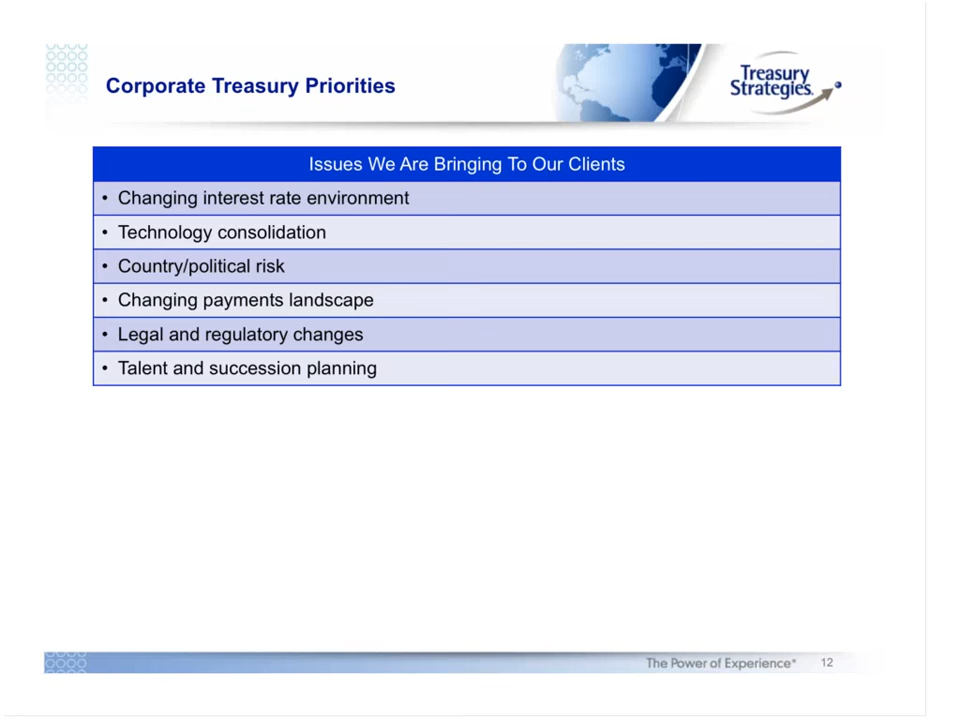 Corporate Treasury Priorities
Treasury
Strategies.
Issues We Are Bringing To Our Clients
• Changing interest rate environment
• Technology consolidation
• Country/political risk
• Changing payments landscape
• Legal and regulatory changes
• Talent and succession planning
The Power of Experience® 12